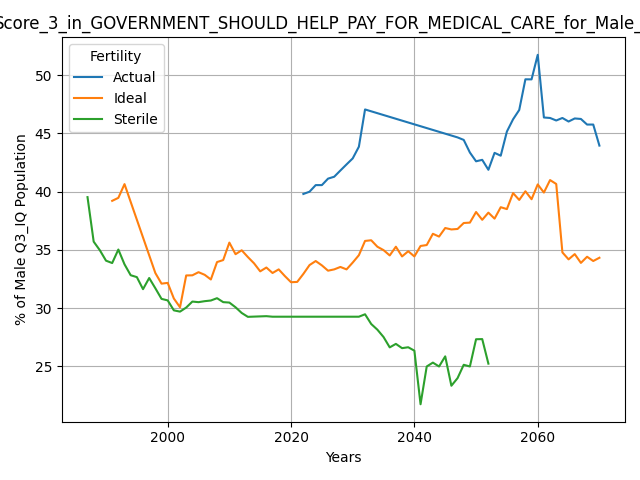 Score_3_in_GOVERNMENT_SHOULD_HELP_PAY_FOR_MEDICAL_CARE_for_Male_
Fertility
Actual
Ideal
Sterile
% of Male Q3_IQ Population
50
45
40
35
30
25
2000
2020
2040
2060
Years